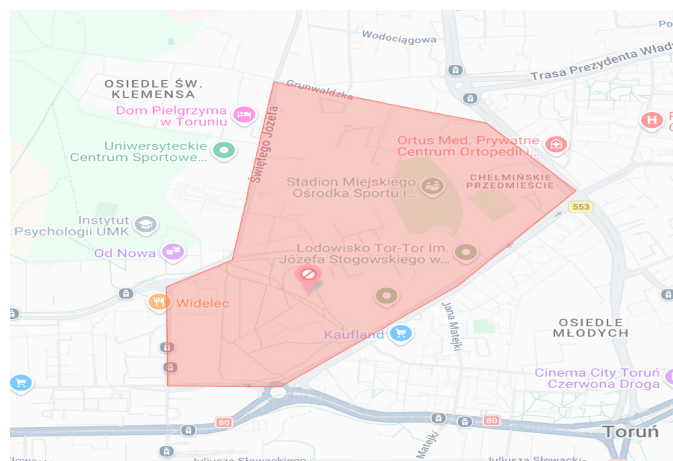 Wodociągowa
Trasa Prezydenta Włady
OSIEDLE ŚW.
KLEMENSA
Grunwaldzka
Dom Pielgrzyma
w Toruniu
Świętego Józefa
Uniwersyteckie
Centrum Sportowe...
Ortus Med. Prywatne
Centrum Ortopedii i...
H
Stadion Miejskiego
Ośrodka Sportu i...
CHEŁMIŃSKIE
PRZEDMIEŚCIE
553
Instytut
Psychologii UMK
Od Nowa
Lodowisko Tor-Tor im.
Józefa Stogowskiego w...
Widelec
Kaufland
Jana Matejki
OSIEDLE
MŁODYCH
Cinema City Toruń
Czerwona Droga
80
80
Toruń
Matejki
Juliusza Słowackiego
Juliusza Słowackie